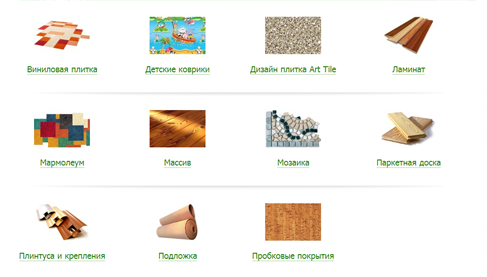 Виниловая плитка
Детские коврики
Дизайн плитка Art Tile
Ламинат
Мармолеум
Массив
Мозаика
Паркетная доска
Плинтуса и крепления
Подложка
Пробковые покрытия